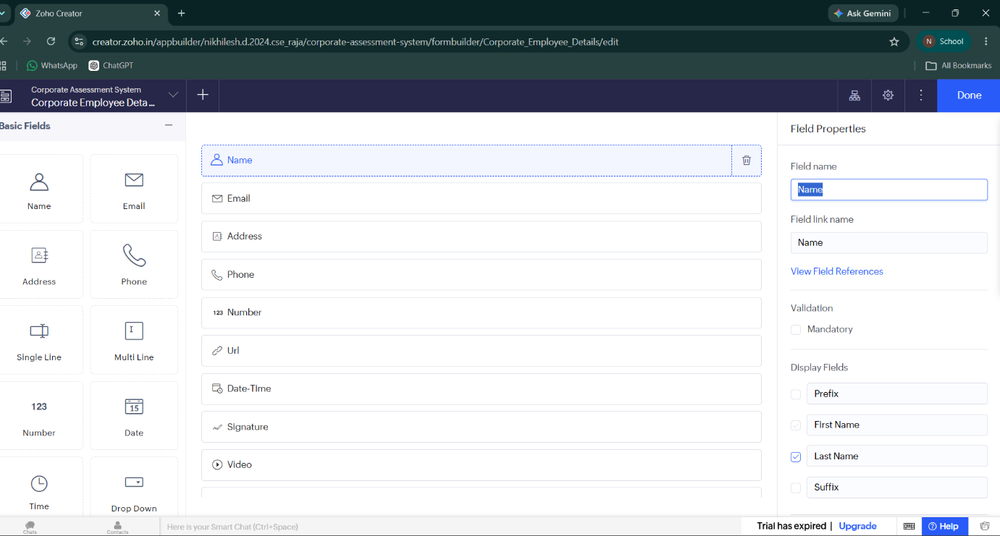 Zoho Creator
Ask Gemini
creator.zoho.in/appbuilder/nikhilesh.d.2024.cse_raja/corporate-assessment-system/formbuilder/Corporate_Employee_Details/edit
N School
WhatsApp
ChatGPT
All Bookmarks
Corporate Assessment System
Corporate Employee Deta...
Done
Basic Fields
Name
Email
Address
Phone
Single Line
Multi Line
123
Number
15
Date
Time
Drop Down
Name
Email
Address
Phone
123 Number
Url
Date-Time
Signature
Video
Field Properties
Field name
Name
Field link name
Name
View Field References
Validation
Mandatory
Display Fields
Prefix
First Name
Last Name
Suffix
Chats
Contacts
Here is your Smart Chat (Ctrl+Space)
Trial has expired | Upgrade
Help